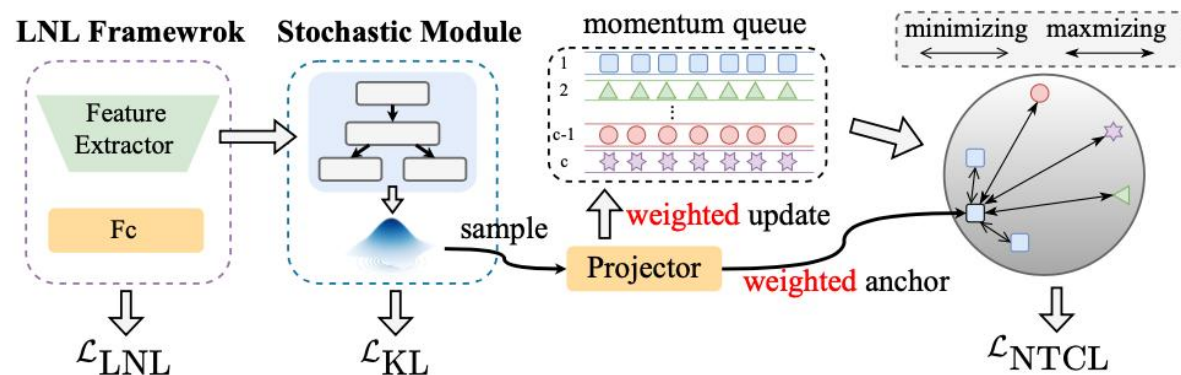 LNL Framewrok
Stochastic Module
momentum queue
minimizing
maxmizing
Feature
Extractor
Fc
1
2
⋮
c-1
c
sample
weighted update
Projector
weighted anchor
ℒLNL
ℒKL
ℒNTCL